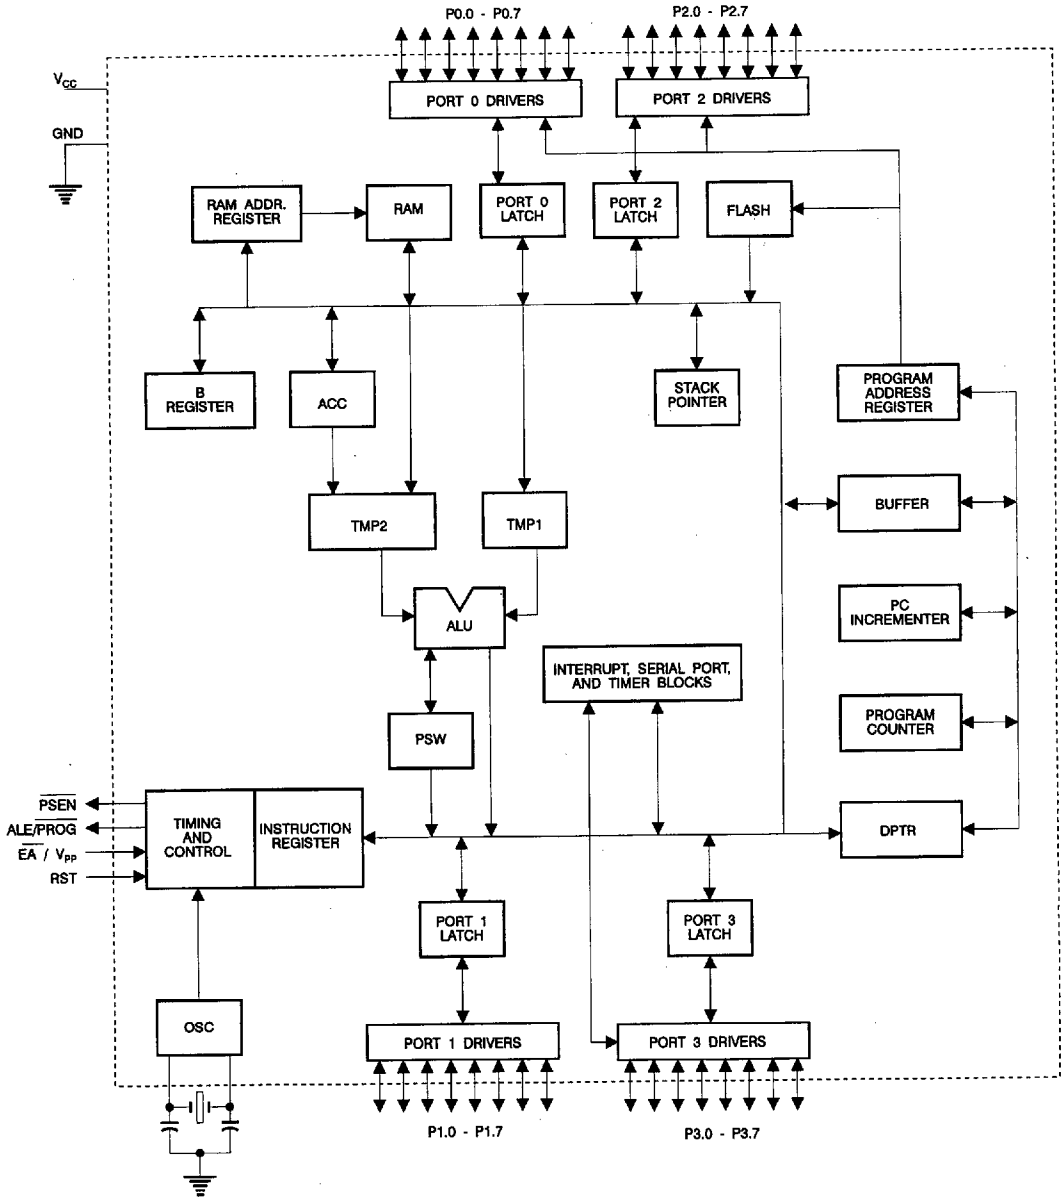 P0.0 - P0.7
P2.0 - P2.7
VCC
PORT 0 DRIVERS
PORT 2 DRIVERS
GND
RAM ADDR.
REGISTER
RAM
PORT 0
LATCH
PORT 2
LATCH
FLASH
B
REGISTER
ACC
STACK
POINTER
PROGRAM
ADDRESS
REGISTER
TMP2
TMP1
BUFFER
ALU
PC
INCREMENTER
INTERRUPT, SERIAL PORT,
AND TIMER BLOCKS
PSW
PROGRAM
COUNTER
PSEN
ALE/PROG
EA / VPP
RST
TIMING
AND
CONTROL
INSTRUCTION
REGISTER
DPTR
PORT 1
LATCH
PORT 3
LATCH
OSC
PORT 1 DRIVERS
PORT 3 DRIVERS
P1.0 - P1.7
P3.0 - P3.7